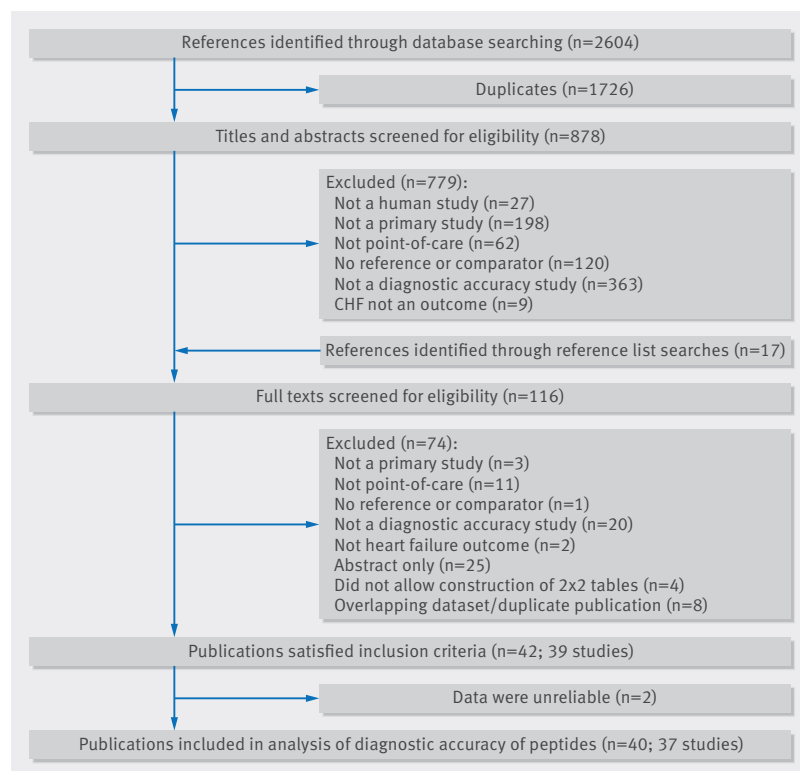 References identified through database searching (n=2604)
Duplicates (n=1726)
Titles and abstracts screened for eligibility (n=878)
Excluded (n=779):
Not a human study (n=27)
Not a primary study (n=198)
Not point-of-care (n=62)
No reference or comparator (n=120)
Not a diagnostic accuracy study (n=363)
CHF not an outcome (n=9)
References identified through reference list searches (n=17)
Full texts screened for eligibility (n=116)
Excluded (n=74):
Not a primary study (n=3)
Not point-of-care (n=11)
No reference or comparator (n=1)
Not a diagnostic accuracy study (n=20)
Not heart failure outcome (n=2)
Abstract only (n=25)
Did not allow construction of 2x2 tables (n=4)
Overlapping dataset/duplicate publication (n=8)
Publications satisfied inclusion criteria (n=42; 39 studies)
Data were unreliable (n=2)
Publications included in analysis of diagnostic accuracy of peptides (n=40; 37 studies)